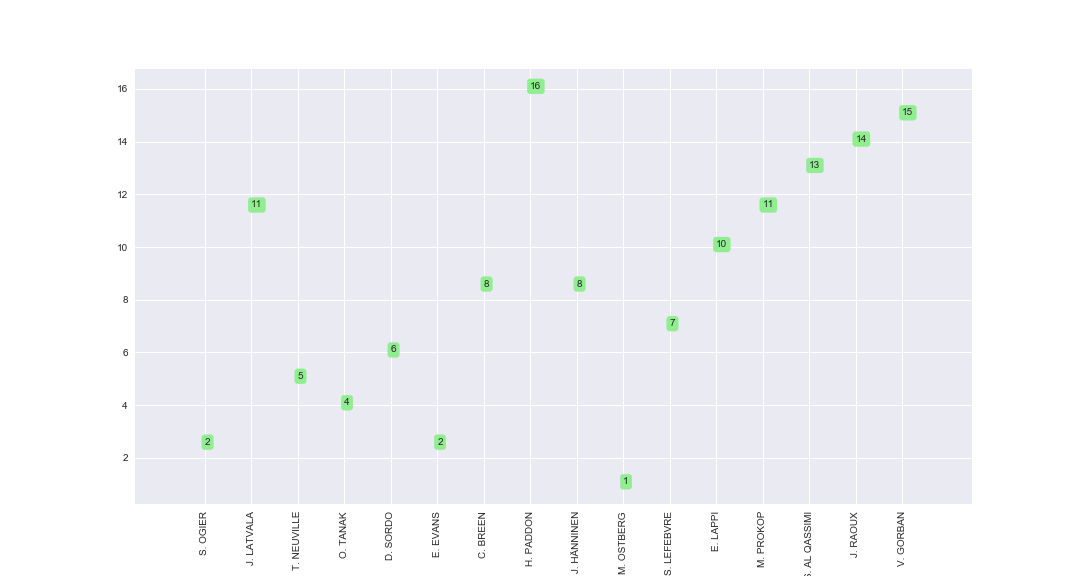 16
14
12
10
8
6
4
2
2
11
5
4
6
2
8
16
8
1
7
10
11
13
14
15
S. OGIER
J. LATVALA
T. NEUVILLE
O. TANAK
D. SORDO
E. EVANS
C. BREEN
H. PADDON
J. HANNINEN
M. OSTBERG
S. LEFEBVRE
E. LAPPI
M. PROKOP
AL QASSIMI
J. RAOUX
V. GORBAN